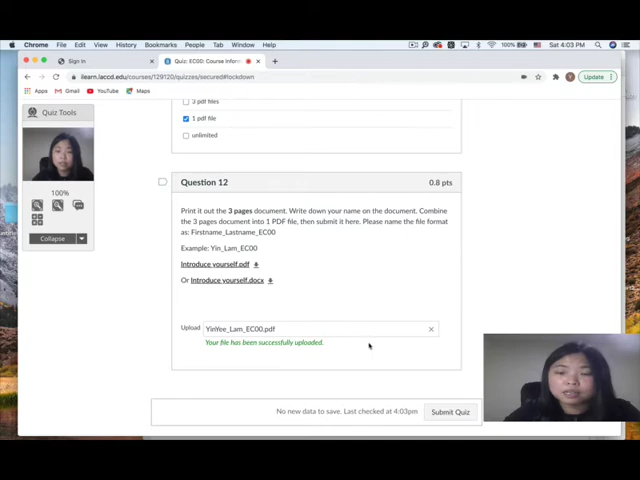 Chrome File Edit View History Bookmarks People Tab Window Help
100% Sat 4:03 PM
Sign In
Quiz: EC00: Course Inform
ilearn.laccd.edu/courses/129120/quizzes/secured#lockdown
Update
Apps Gmail YouTube Maps
Quiz Tools
100%
Collapse
3 pdf files
1 pdf file
unlimited
Question 12
0.8 pts
Print it out the 3 pages document. Write down your name on the document. Combine
the 3 pages document into 1 PDF file, then submit it here. Please name the file format
as: Firstname_Lastname_EC00
Example: Yin_Lam_EC00
Introduce yourself.pdf
Or Introduce yourself.docx
Upload YinYee_Lam_EC00.pdf
Your file has been successfully uploaded.
No new data to save. Last checked at 4:03pm
Submit Quiz